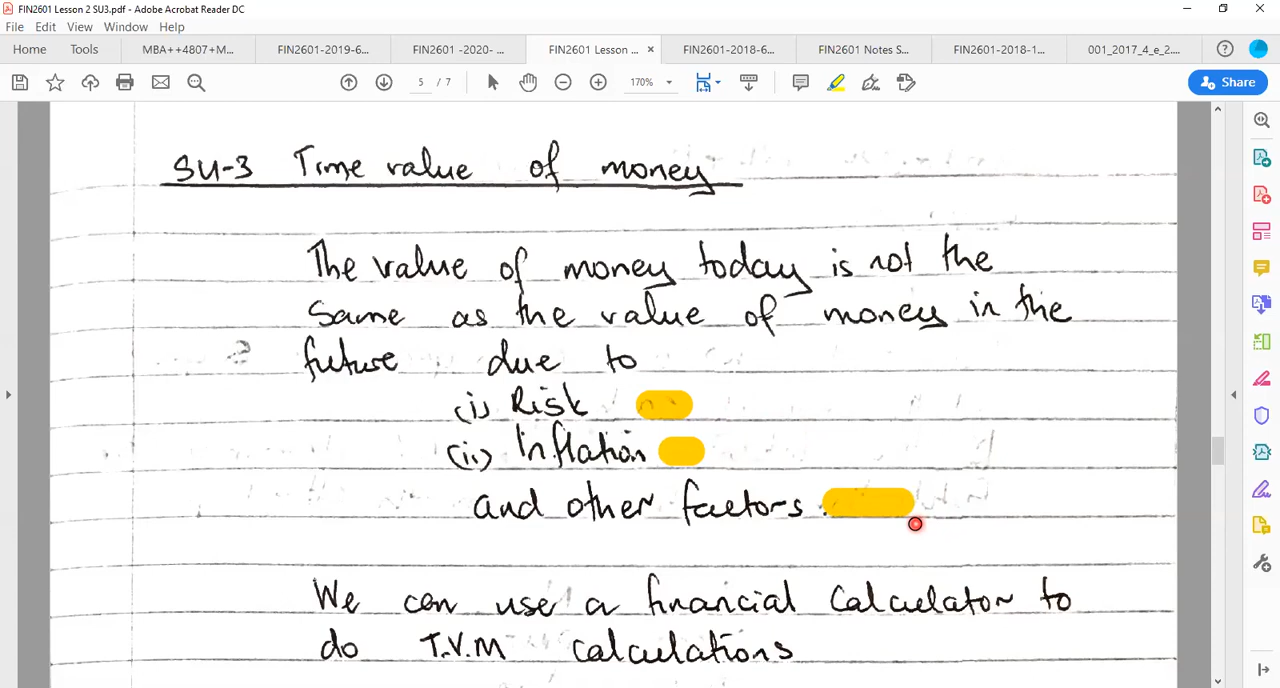 FIN2601 Lesson 2 SU3.pdf - Adobe Acrobat Reader DC
File Edit View Window Help
Home Tools MBA++4807+M... FIN2601-2019-6... FIN2601 -2020- ... FIN2601 Lesson ... × FIN2601-2018-6... FIN2601 Notes S... FIN2601-2018-1... 001_2017_4_e_2....
5 / 7 170% Share
SU-3 Time value of money
The value of money today is not the
same as the value of money in the
future due to
(i) Risk
(ii) Inflation
and other factors.
We can use a financial calculator to
do T.V.M calculations